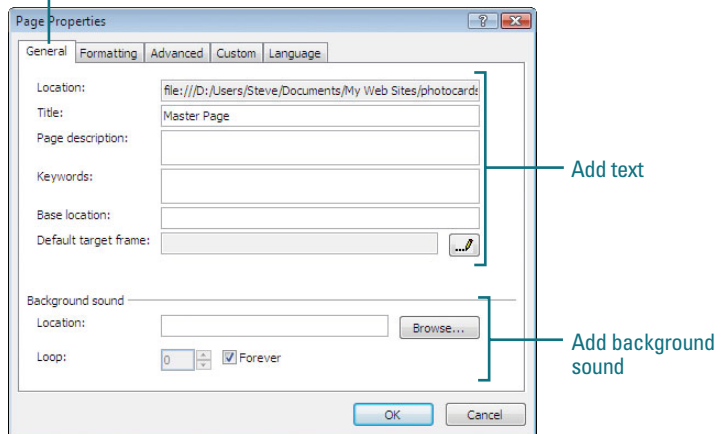 Page Properties
General Formatting Advanced Custom Language
Location: file:///D:/Users/Steve/Documents/My Web Sites/photocards
Title: Master Page
Page description:
Keywords:
Base location:
Default target frame:
Add text
Background sound
Location: Browse...
Loop: 0 Forever
Add background
sound
OK Cancel